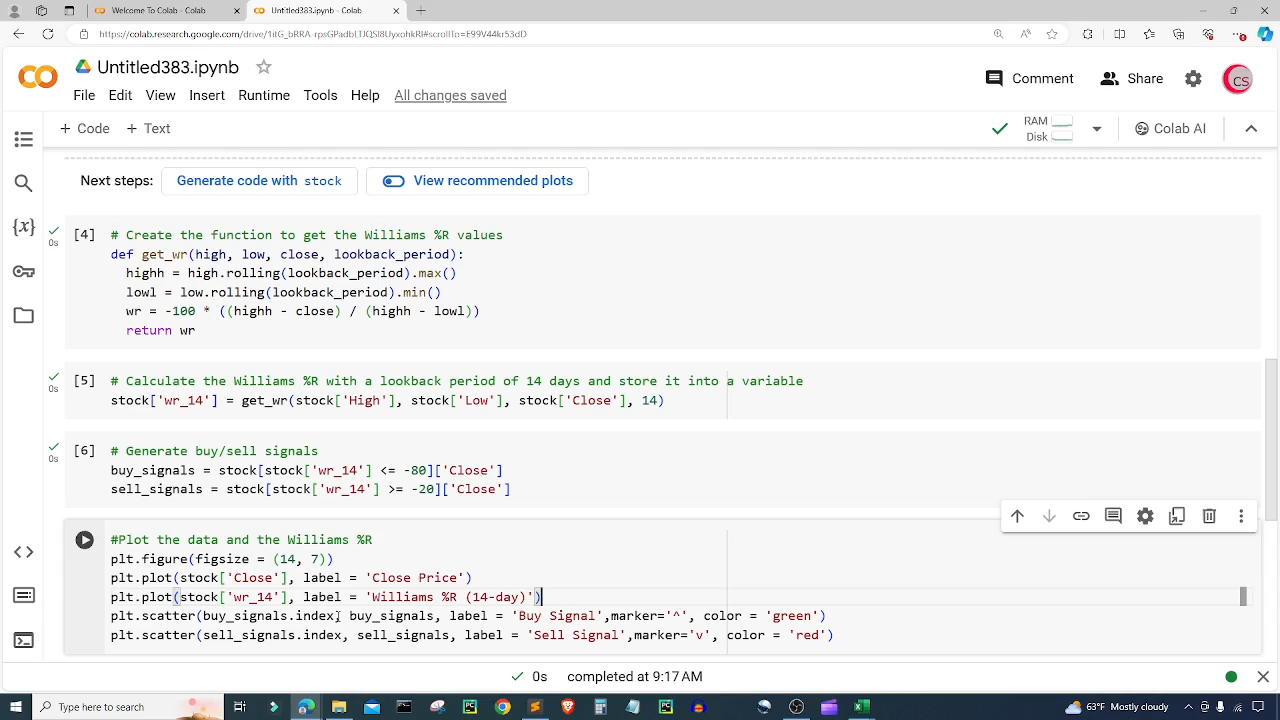 Welcome To Colab - Colab
Untitled383.ipynb - Colab
Untitled383.ipynb
File Edit View Insert Runtime Tools Help All changes saved
Comment
Share
CS
+ Code + Text
RAM
Disk
Colab AI
Next steps: Generate code with stock View recommended plots
[4] # Create the function to get the Williams %R values
0s
def get_wr(high, low, close, lookback_period):
highh = high.rolling(lookback_period).max()
lowl = low.rolling(lookback_period).min()
wr = -100 * ((highh - close) / (highh - lowl))
return wr
[5] # Calculate the Williams %R with a lookback period of 14 days and store it into a variable
0s
stock['wr_14'] = get_wr(stock['High'], stock['Low'], stock['Close'], 14)
[6] # Generate buy/sell signals
0s
buy_signals = stock[stock['wr_14'] <= -80]['Close']
sell_signals = stock[stock['wr_14'] >= -20]['Close']
#Plot the data and the Williams %R
plt.figure(figsize = (14, 7))
plt.plot(stock['Close'], label = 'Close Price')
plt.plot(stock['wr_14'], label = 'Williams %R (14-day)')
plt.scatter(buy_signals.index, buy_signals, label = 'Buy Signal',marker='^', color = 'green')
plt.scatter(sell_signals.index, sell_signals, label = 'Sell Signal',marker='v', color = 'red')
0s completed at 9:17 AM
Type here to search
63°F Mostly cloudy